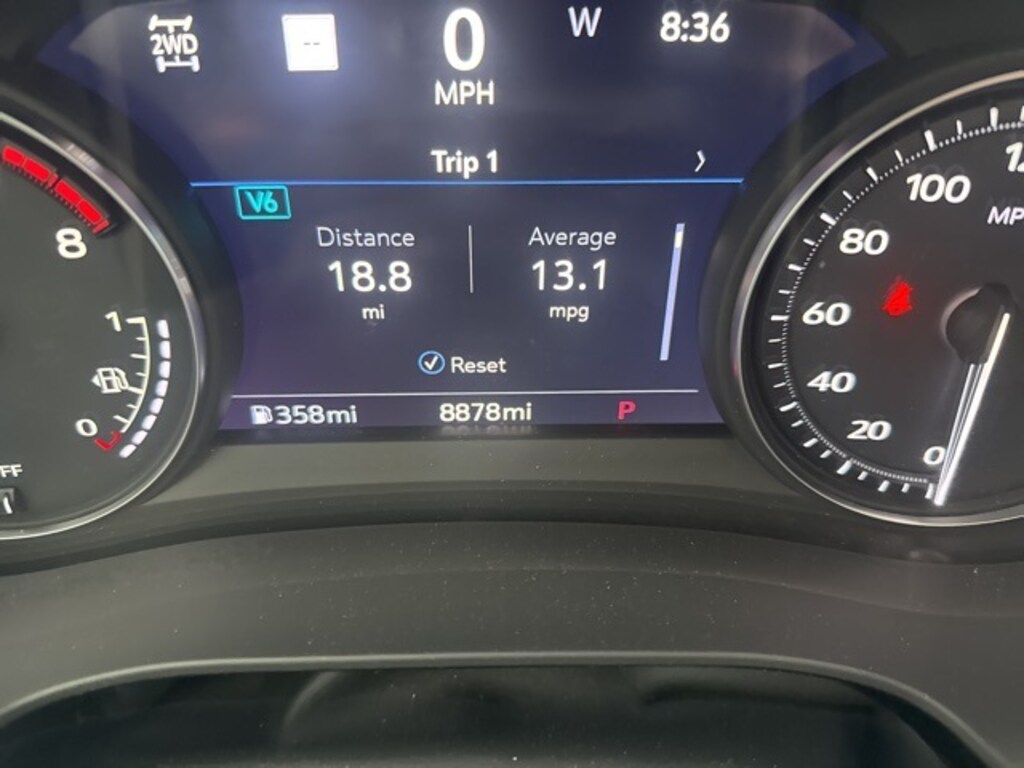 2WD
--
0
MPH
W
8:36
Trip 1
V6
Distance
18.8
mi
Average
13.1
mpg
Reset
358mi
8878mi
P
8
1
0
100
80
60
40
20
0